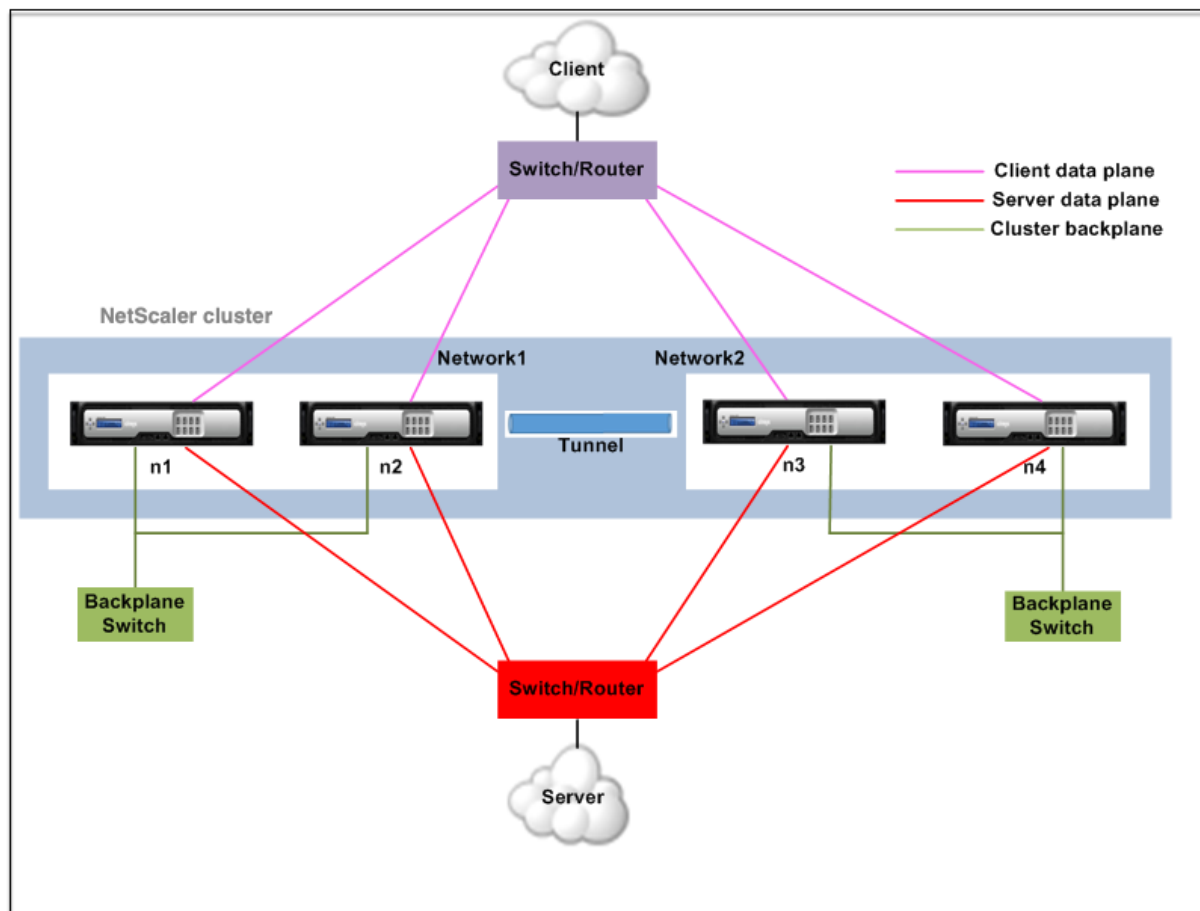 Client
Switch/Router
Client data plane
Server data plane
Cluster backplane
NetScaler cluster
Network1
Network2
Tunnel
n1
n2
n3
n4
Backplane
Switch
Backplane
Switch
Switch/Router
Server